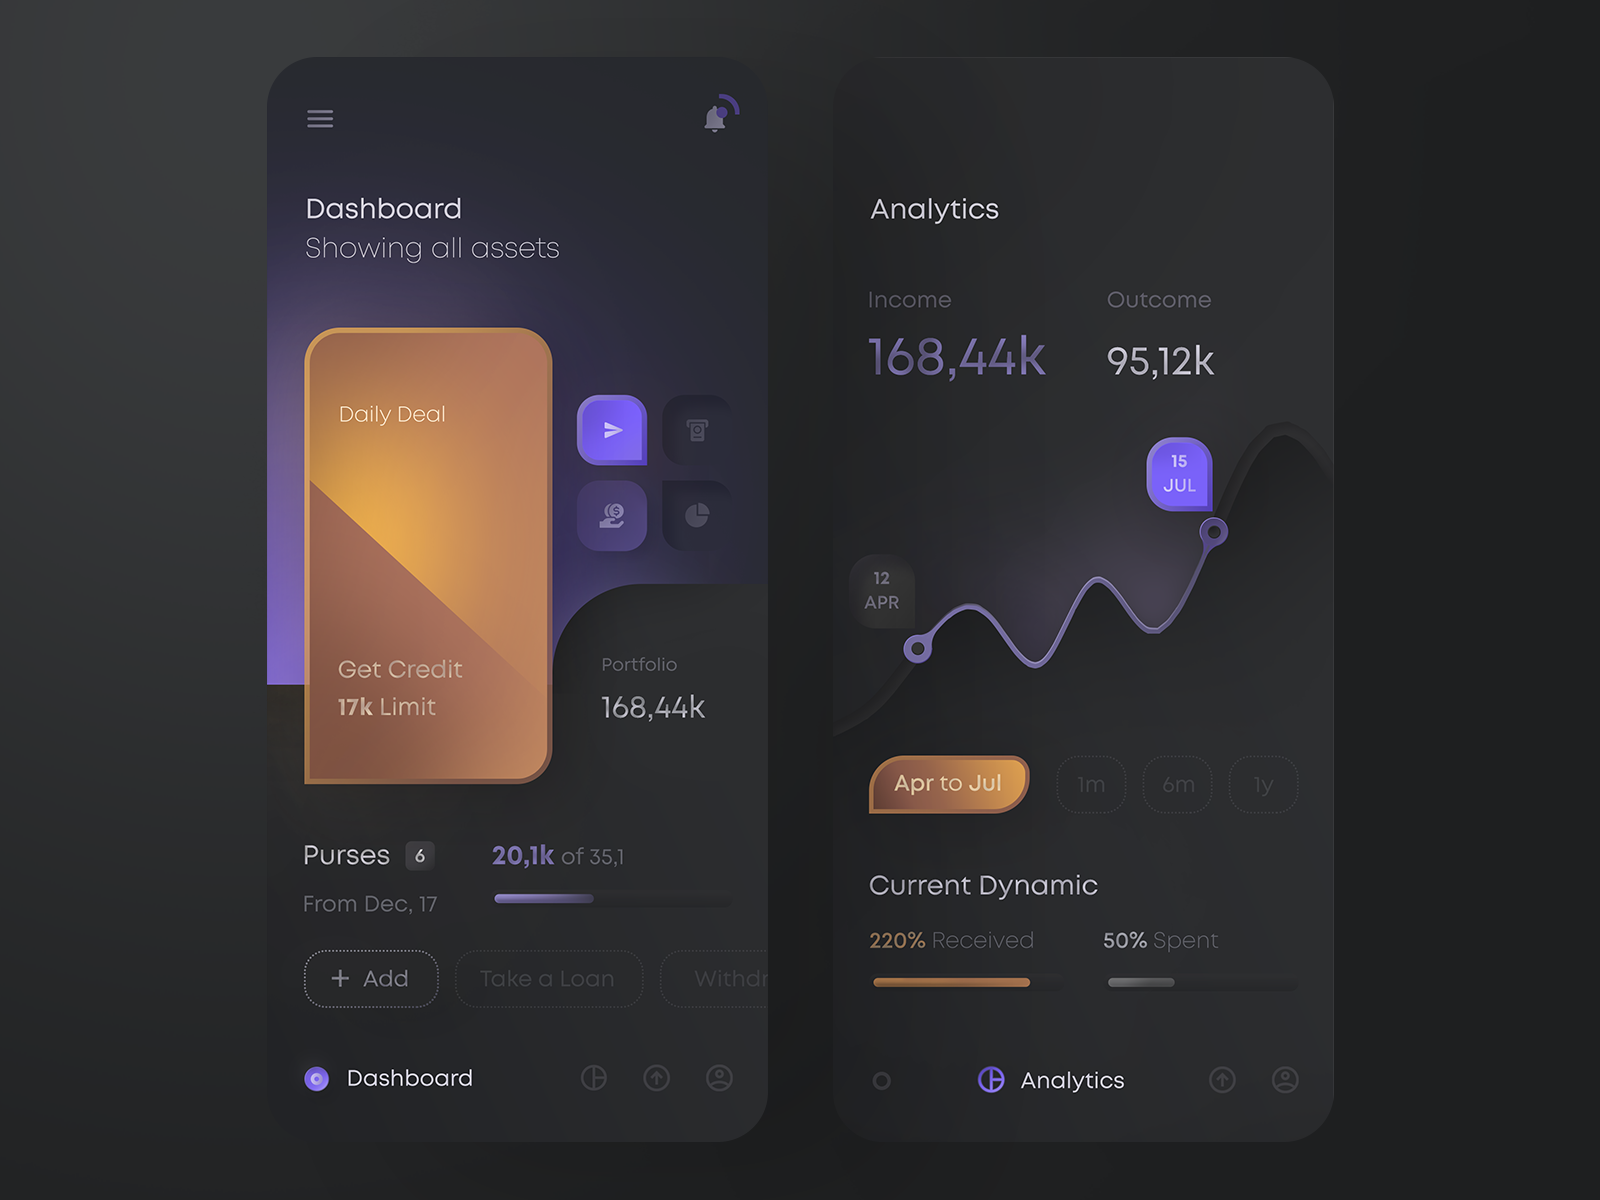 Dashboard
Showing all assets
Daily Deal
Get Credit
17k Limit
Portfolio
168,44k
Purses 6
20,1k of 35,1
From Dec, 17
+ Add
Take a Loan
Withdr
Dashboard
Analytics
Income
Outcome
168,44k
95,12k
15
JUL
12
APR
Apr to Jul
1m
6m
1y
Current Dynamic
220% Received
50% Spent
Analytics